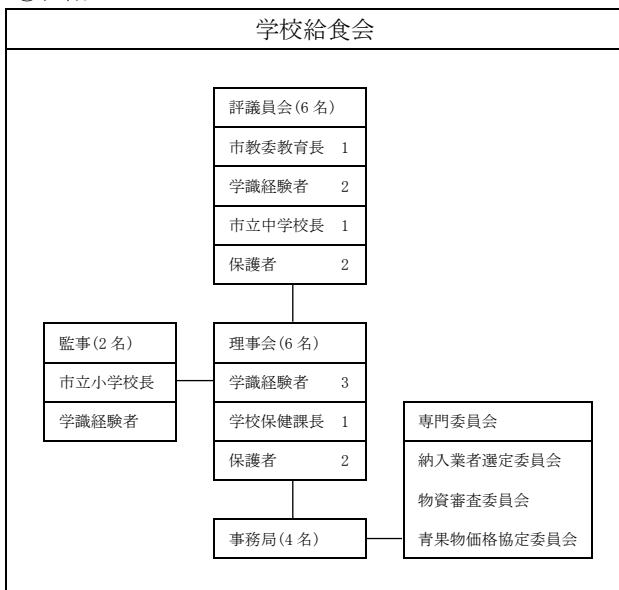 学校給食会
評議員会(6名)
市教委教育長 1
学識経験者 2
市立中学校長 1
保護者 2
監事(2名)
市立小学校長
学識経験者
理事会(6名)
学識経験者 3
学校保健課長 1
保護者 2
専門委員会
納入業者選定委員会
物資審査委員会
青果物価格協定委員会
事務局(4名)